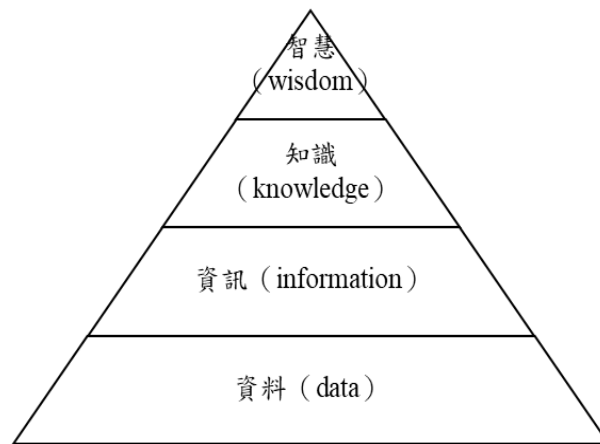 智慧
（wisdom）
知識
（knowledge）
資訊（information）
資料（data）